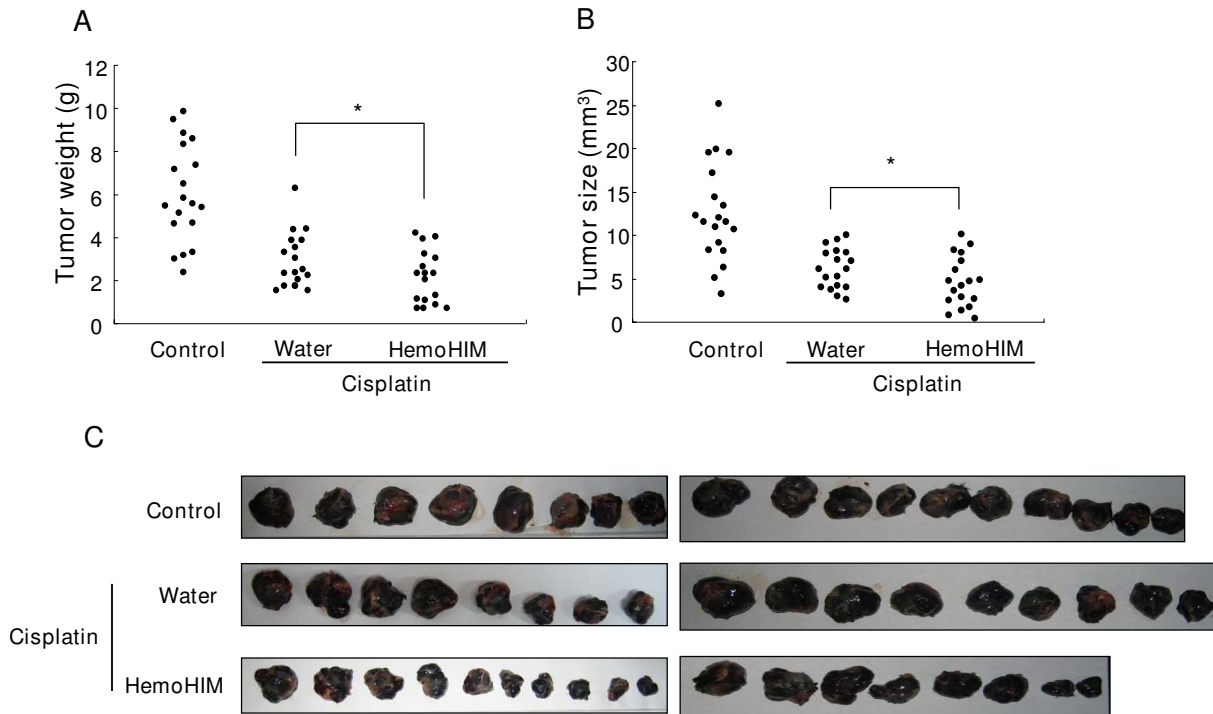 A
Tumor weight (g)
12
10
8
6
4
2
0
*
Control
Water
HemoHIM
Cisplatin
B
Tumor size (mm³)
30
25
20
15
10
5
0
*
Control
Water
HemoHIM
Cisplatin
C
Control
Water
Cisplatin
HemoHIM